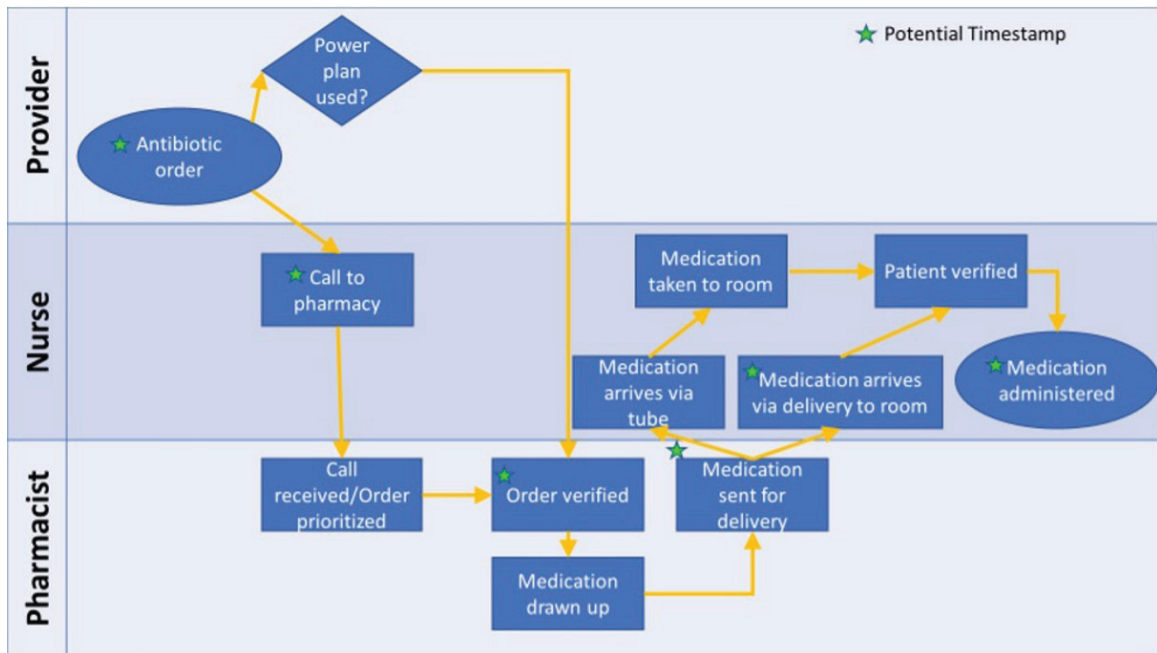 Provider
Power
plan
used?
Potential Timestamp
Antibiotic
order
Nurse
Call to
pharmacy
Medication
taken to room
Patient verified
Medication
arrives via
tube
Medication arrives
via delivery to room
Medication
administered
Pharmacist
Call
received/Order
prioritized
Order verified
Medication
sent for
delivery
Medication
drawn up